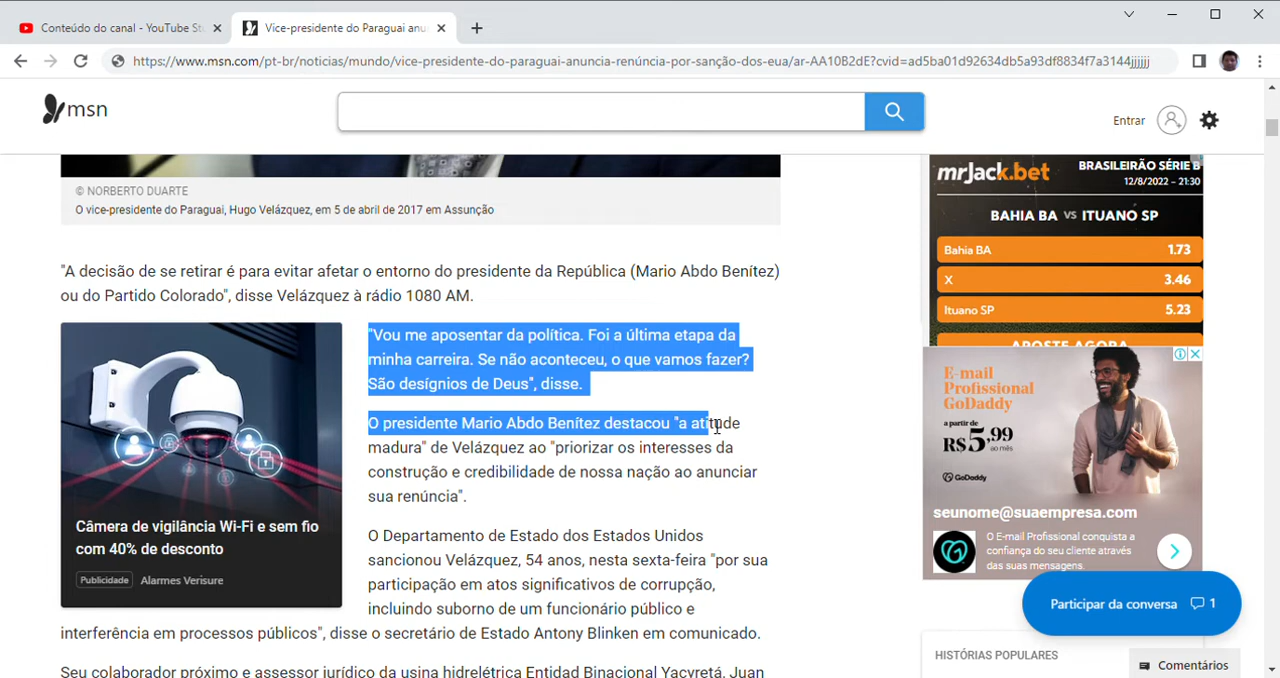 Conteúdo do canal - YouTube St
Vice-presidente do Paraguai anu
https://www.msn.com/pt-br/noticias/mundo/vice-presidente-do-paraguai-anuncia-renúncia-por-sanção-dos-eua/ar-AA10B2dE?cvid=ad5ba01d92634db5a93df8834f7a3144jjjjjj
msn
Entrar
© NORBERTO DUARTE
O vice-presidente do Paraguai, Hugo Velázquez, em 5 de abril de 2017 em Assunção
"A decisão de se retirar é para evitar afetar o entorno do presidente da República (Mario Abdo Benítez)
ou do Partido Colorado", disse Velázquez à rádio 1080 AM.
"Vou me aposentar da política. Foi a última etapa da
minha carreira. Se não aconteceu, o que vamos fazer?
São desígnios de Deus", disse.
O presidente Mario Abdo Benítez destacou "a atitude
madura" de Velázquez ao "priorizar os interesses da
construção e credibilidade de nossa nação ao anunciar
sua renúncia".
O Departamento de Estado dos Estados Unidos
sancionou Velázquez, 54 anos, nesta sexta-feira "por sua
participação em atos significativos de corrupção,
incluindo suborno de um funcionário público e
interferência em processos públicos", disse o secretário de Estado Antony Blinken em comunicado.
Seu colaborador próximo e assessor jurídico da usina hidrelétrica Entidad Binacional Yacyretá, Juan
Câmera de vigilância Wi-Fi e sem fio
com 40% de desconto
Publicidade Alarmes Verisure
mrJack.bet
BRASILEIRÃO SÉRIE B
12/8/2022 - 21:30
BAHIA BA VS ITUANO SP
Bahia BA 1.73
X 3.46
Ituano SP 5.23
APOSTE AGORA
E-mail
Profissional
GoDaddy
a partir de
R$5,99
ao mês
GoDaddy
seunome@suaempresa.com
O E-mail Profissional conquista a
confiança do seu cliente através
das suas mensagens.
Participar da conversa 1
HISTÓRIAS POPULARES
Comentários